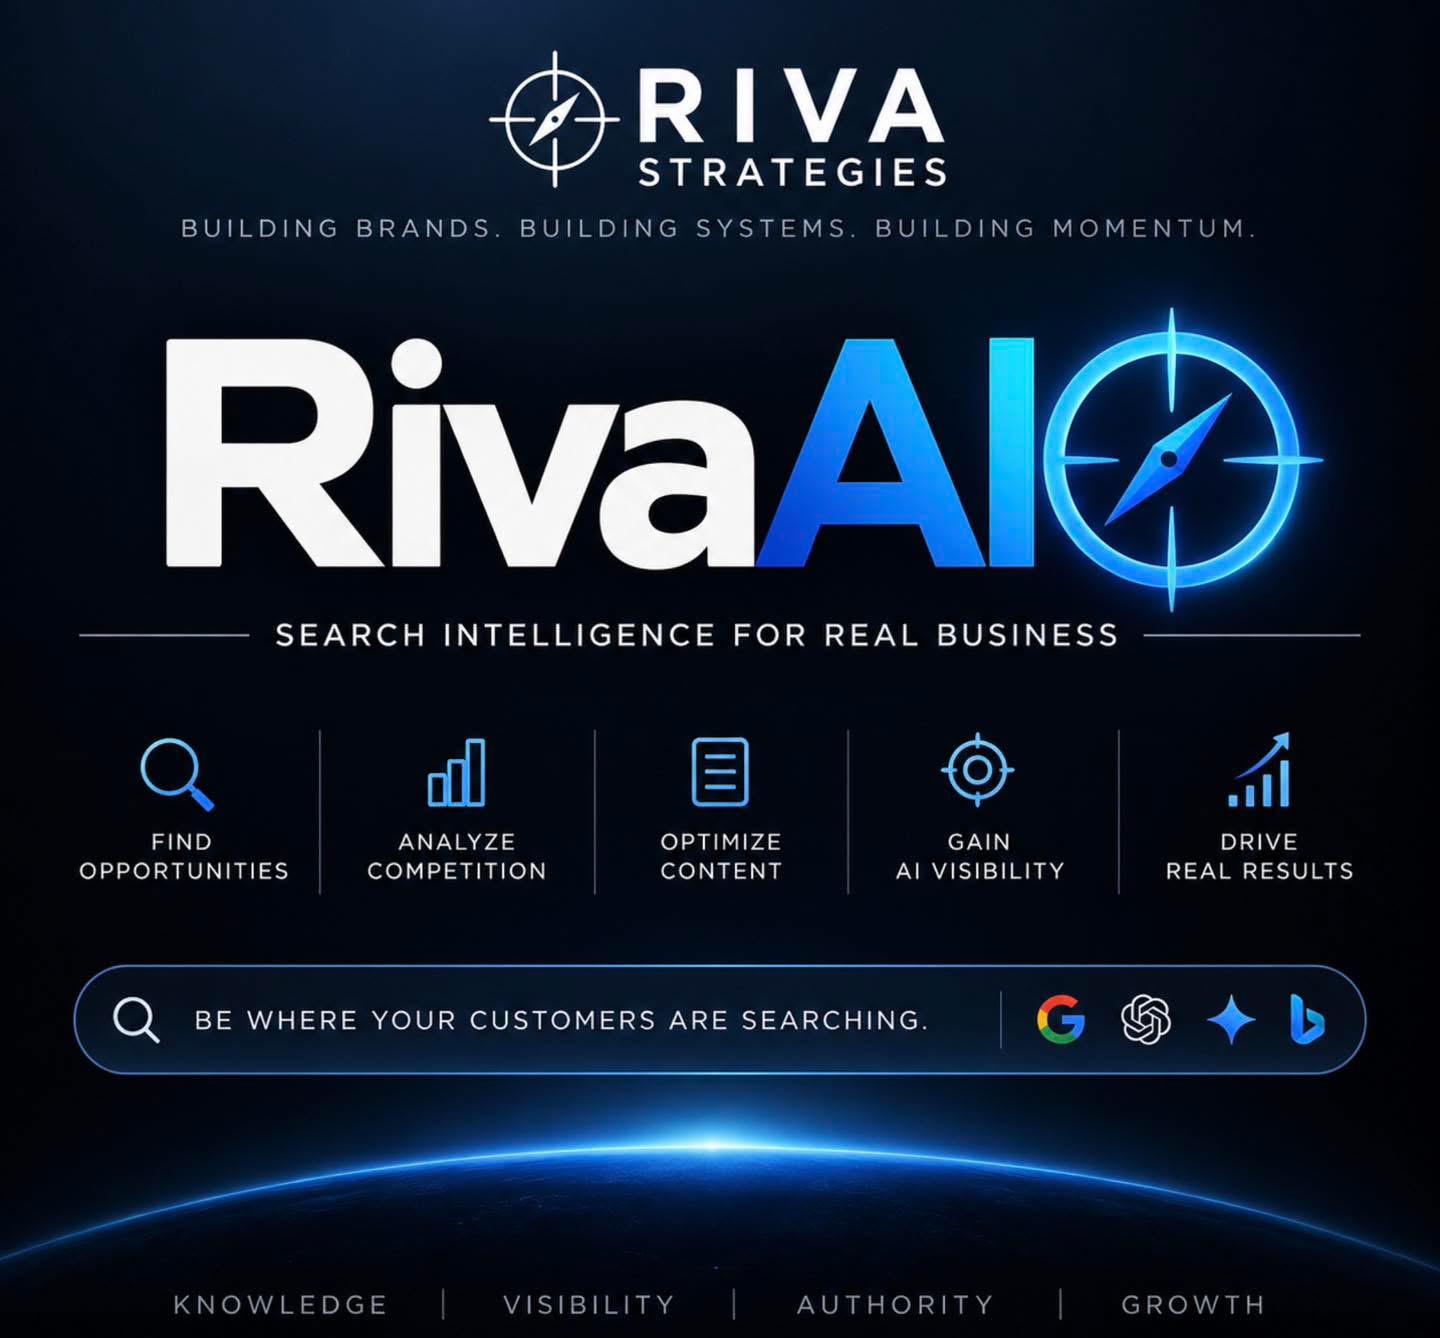 RIVA
STRATEGIES
BUILDING BRANDS. BUILDING SYSTEMS. BUILDING MOMENTUM.
RivaAIO
SEARCH INTELLIGENCE FOR REAL BUSINESS
FIND
OPPORTUNITIES
ANALYZE
COMPETITION
OPTIMIZE
CONTENT
GAIN
AI VISIBILITY
DRIVE
REAL RESULTS
BE WHERE YOUR CUSTOMERS ARE SEARCHING.
KNOWLEDGE | VISIBILITY | AUTHORITY | GROWTH